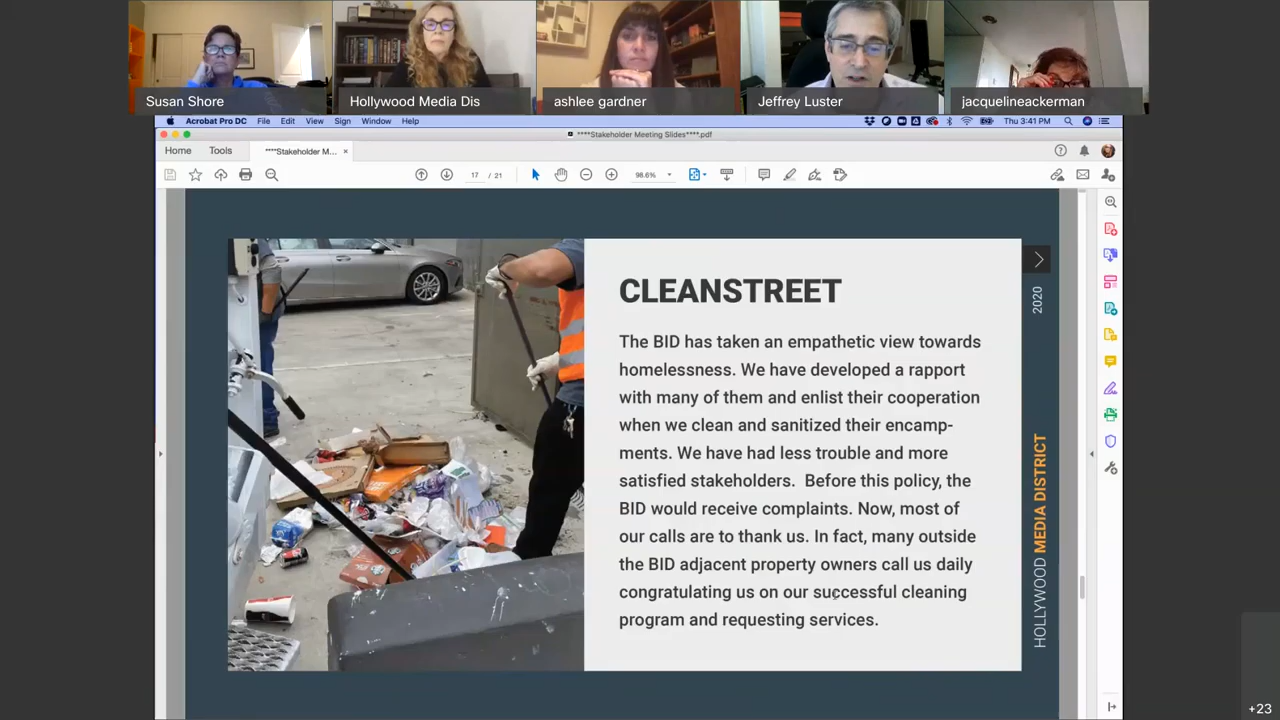 Susan Shore
Hollywood Media Dis
ashlee gardner
Jeffrey Luster
jacquelineackerman
Acrobat Pro DC File Edit View Sign Window Help
Thu 3:41 PM
****Stakeholder Meeting Slides****.pdf
Home Tools ****Stakeholder M... ×
17 / 21
98.6%
CLEANSTREET
The BID has taken an empathetic view towards
homelessness. We have developed a rapport
with many of them and enlist their cooperation
when we clean and sanitized their encamp-
ments. We have had less trouble and more
satisfied stakeholders. Before this policy, the
BID would receive complaints. Now, most of
our calls are to thank us. In fact, many outside
the BID adjacent property owners call us daily
congratulating us on our successful cleaning
program and requesting services.
2020
HOLLYWOOD MEDIA DISTRICT
+23